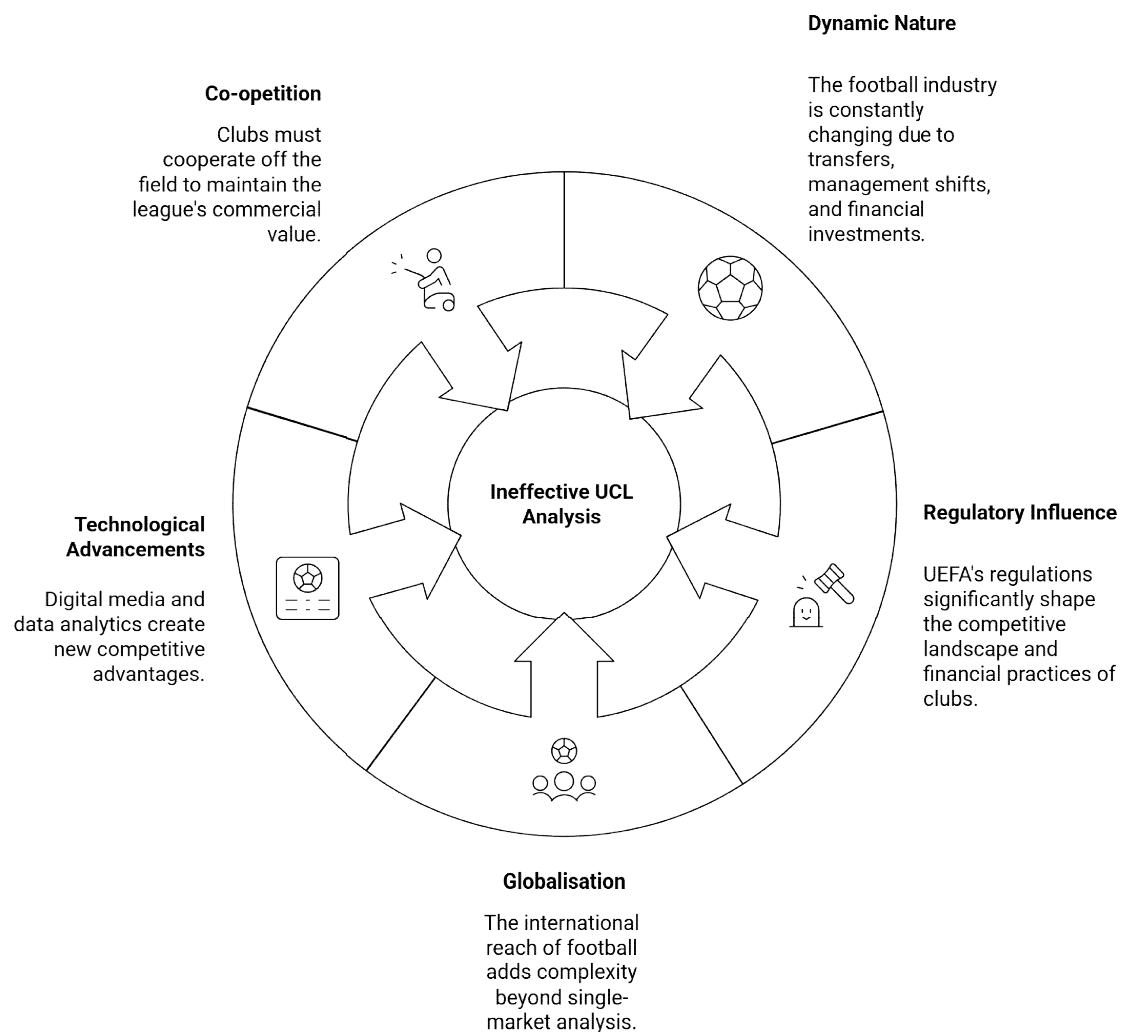 Dynamic Nature
The football industry
is constantly
changing due to
transfers,
management shifts,
and financial
investments.
Co-opetition
Clubs must
cooperate off the
field to maintain the
league's commercial
value.
Ineffective UCL
Analysis
Regulatory Influence
UEFA's regulations
significantly shape
the competitive
landscape and
financial practices of
clubs.
Technological
Advancements
Digital media and
data analytics create
new competitive
advantages.
Globalisation
The international
reach of football
adds complexity
beyond single-
market analysis.